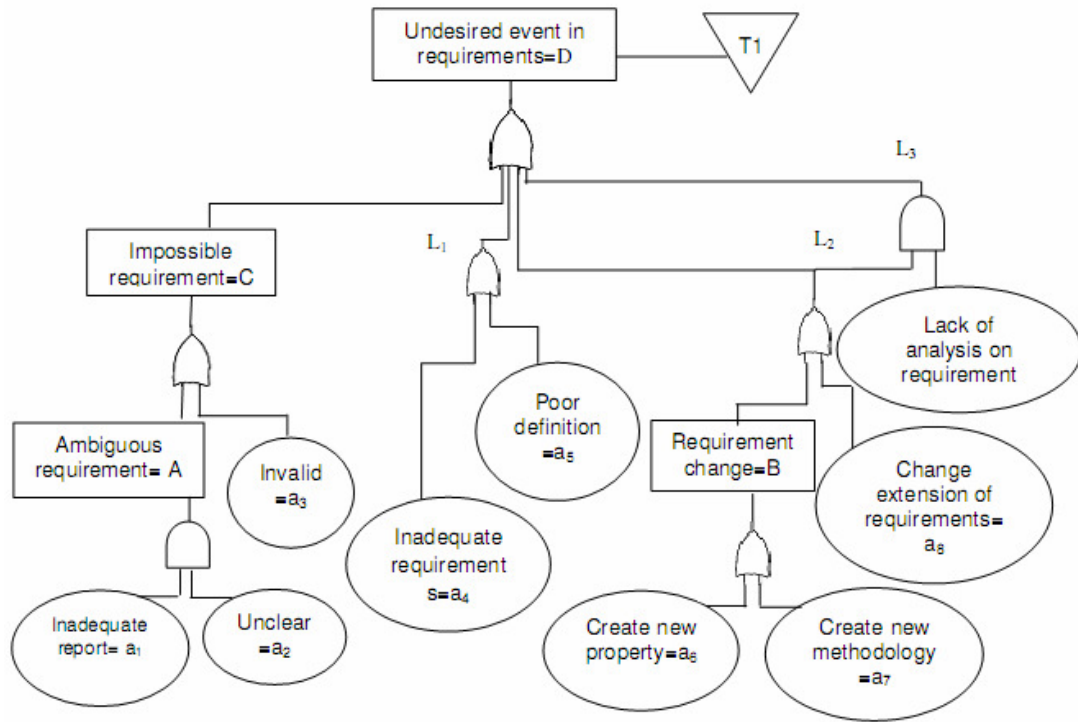 Undesired event in
requirements=D
T1
L₃
Impossible
requirement=C
L₁
L₂
Lack of
analysis on
requirement
Poor
definition
=a₅
Ambiguous
requirement= A
Invalid
=a₃
Requirement
change=B
Change
extension of
requirements=
a₈
Inadequate
requirement
s=a₄
Inadequate
report= a₁
Unclear
=a₂
Create new
property=a₆
Create new
methodology
=a₇